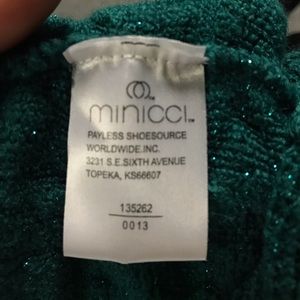 minicci™
PAYLESS SHOESOURCE
WORLDWIDE.INC.
3231 S.E.SIXTH AVENUE
TOPEKA, KS66607
135262
0013